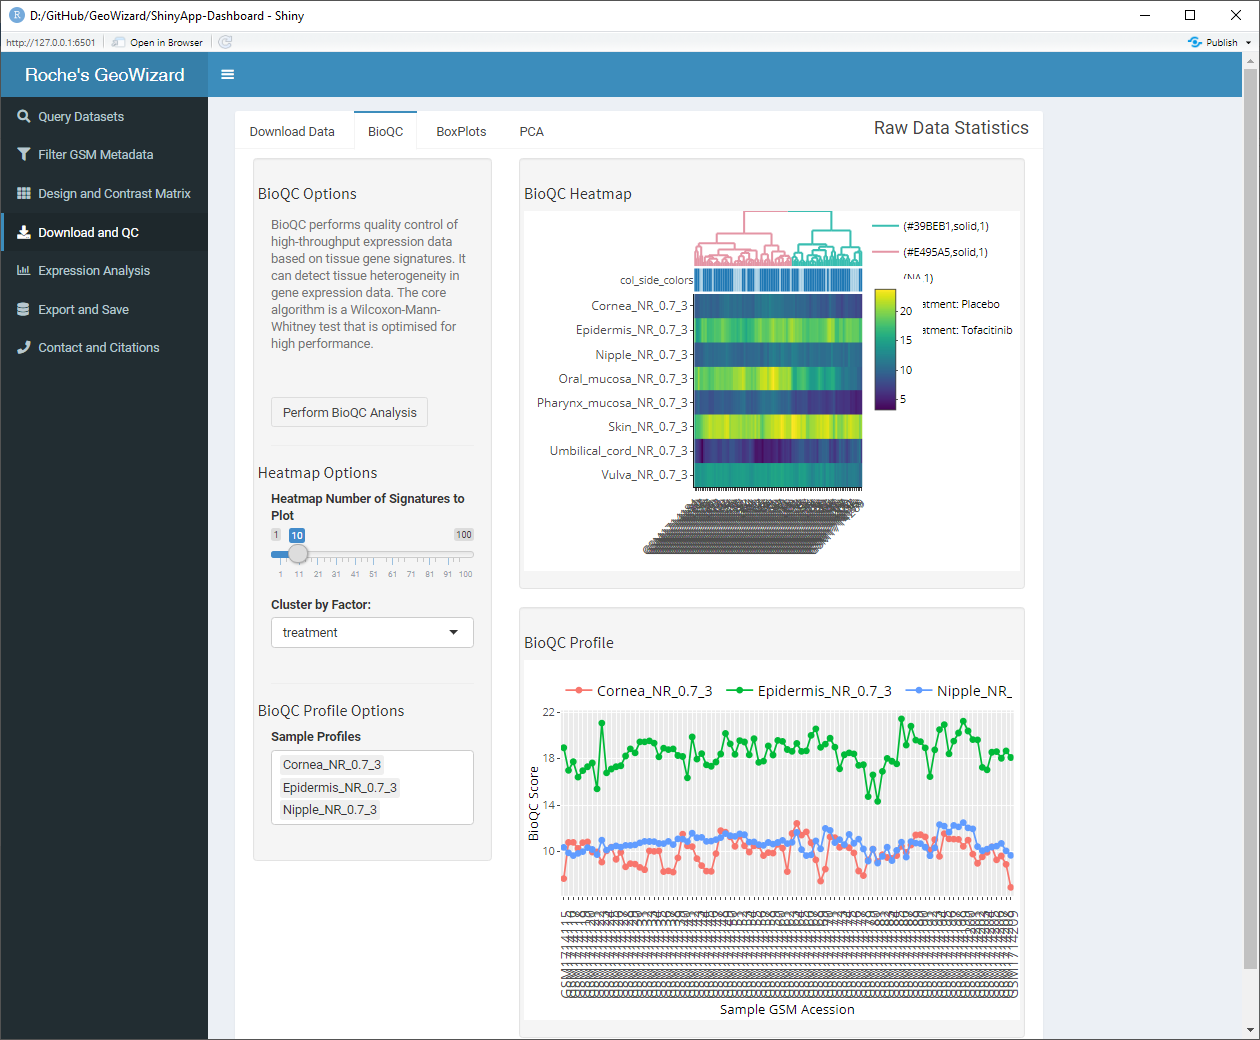 D:/GitHub/GeoWizard/ShinyApp-Dashboard - Shiny
http://127.0.0.1:6501
Open in Browser
Publish
Roche's GeoWizard
Query Datasets
Filter GSM Metadata
Design and Contrast Matrix
Download and QC
Expression Analysis
Export and Save
Contact and Citations
Download Data
BioQC
BoxPlots
PCA
Raw Data Statistics
BioQC Options
BioQC performs quality control of
high-throughput expression data
based on tissue gene signatures. It
can detect tissue heterogeneity in
gene expression data. The core
algorithm is a Wilcoxon-Mann-
Whitney test that is optimised for
high performance.
Perform BioQC Analysis
Heatmap Options
Heatmap Number of Signatures to
Plot
1
10
100
1 11 21 31 41 51 61 71 81 91 100
Cluster by Factor:
treatment
BioQC Profile Options
Sample Profiles
Cornea_NR_0.7_3
Epidermis_NR_0.7_3
Nipple_NR_0.7_3
BioQC Heatmap
(#39BEB1,solid,1)
(#E495A5,solid,1)
(NA,1)
atment: Placebo
atment: Tofacitinib
20
15
10
5
col_side_colors
Cornea_NR_0.7_3
Epidermis_NR_0.7_3
Nipple_NR_0.7_3
Oral_mucosa_NR_0.7_3
Pharynx_mucosa_NR_0.7_3
Skin_NR_0.7_3
Umbilical_cord_NR_0.7_3
Vulva_NR_0.7_3
BioQC Profile
Cornea_NR_0.7_3
Epidermis_NR_0.7_3
Nipple_NR_
22
18
14
10
BioQC Score
GSM1714115
GSM1714209
Sample GSM Acession